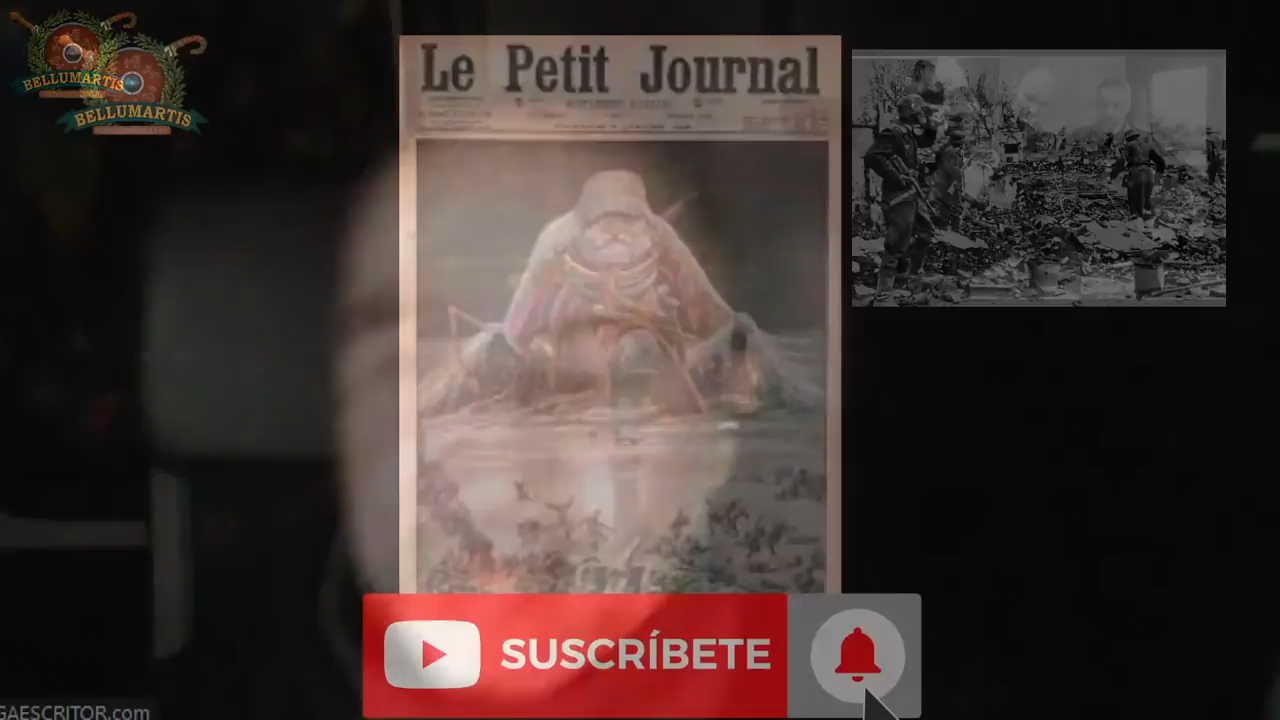 BELLUMARTIS
BELLUMARTIS
Le Petit Journal
SUSCRÍBETE
GAESCRITOR.com